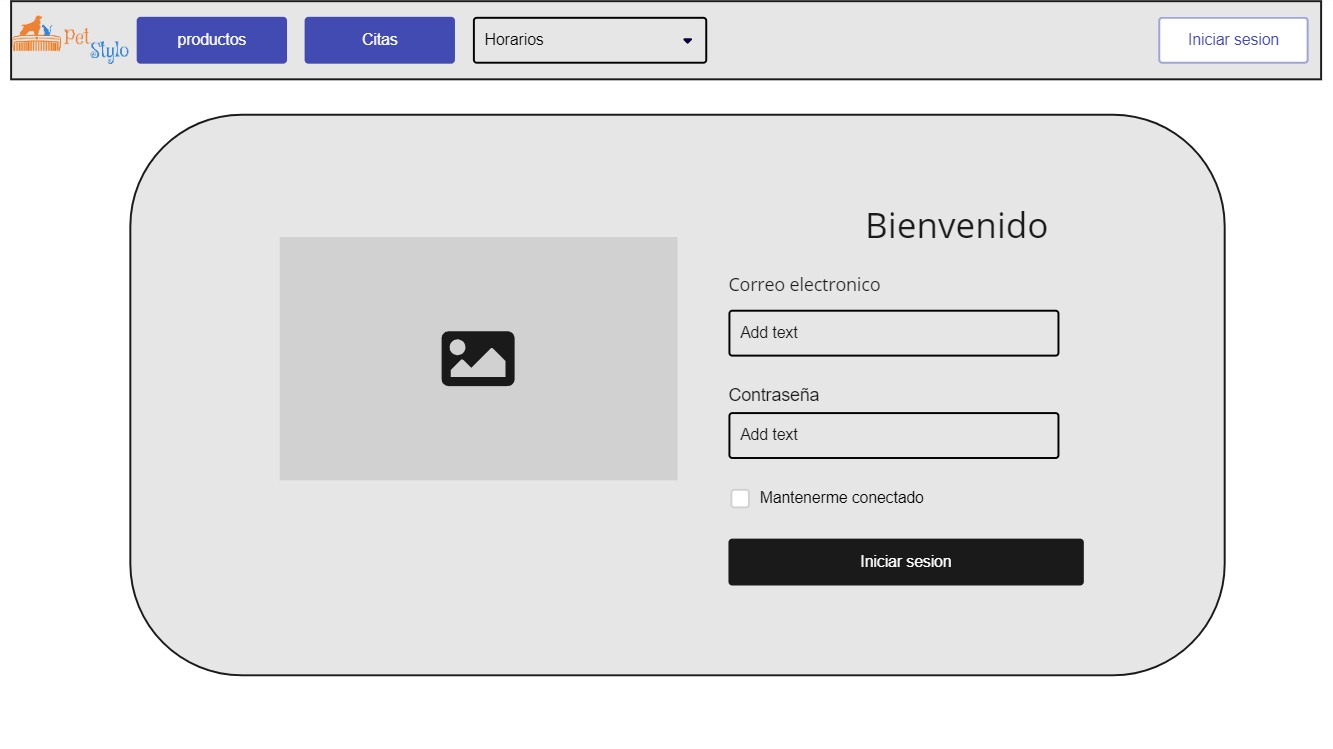 Pet
Stylo
productos
Citas
Horarios
Iniciar sesion
Bienvenido
Correo electronico
Add text
Contraseña
Add text
Mantenerme conectado
Iniciar sesion